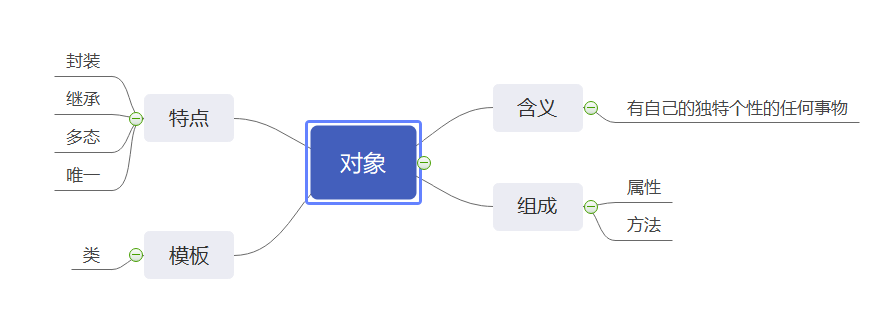 对象
特点
封装
继承
多态
唯一
模板
类
含义
有自己的独特个性的任何事物
组成
属性
方法